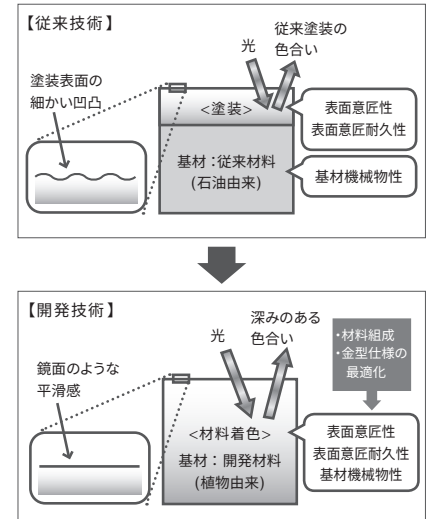 【従来技術】
従来塗装の
色合い
光
塗装表面の
細かい凹凸
<塗装>
表面意匠性
表面意匠耐久性
基材：従来材料
(石油由来)
基材機械物性
【開発技術】
深みのある
色合い
光
・材料組成
・金型仕様の
最適化
鏡面のような
平滑感
<材料着色>
基材：開発材料
(植物由来)
表面意匠性
表面意匠耐久性
基材機械物性